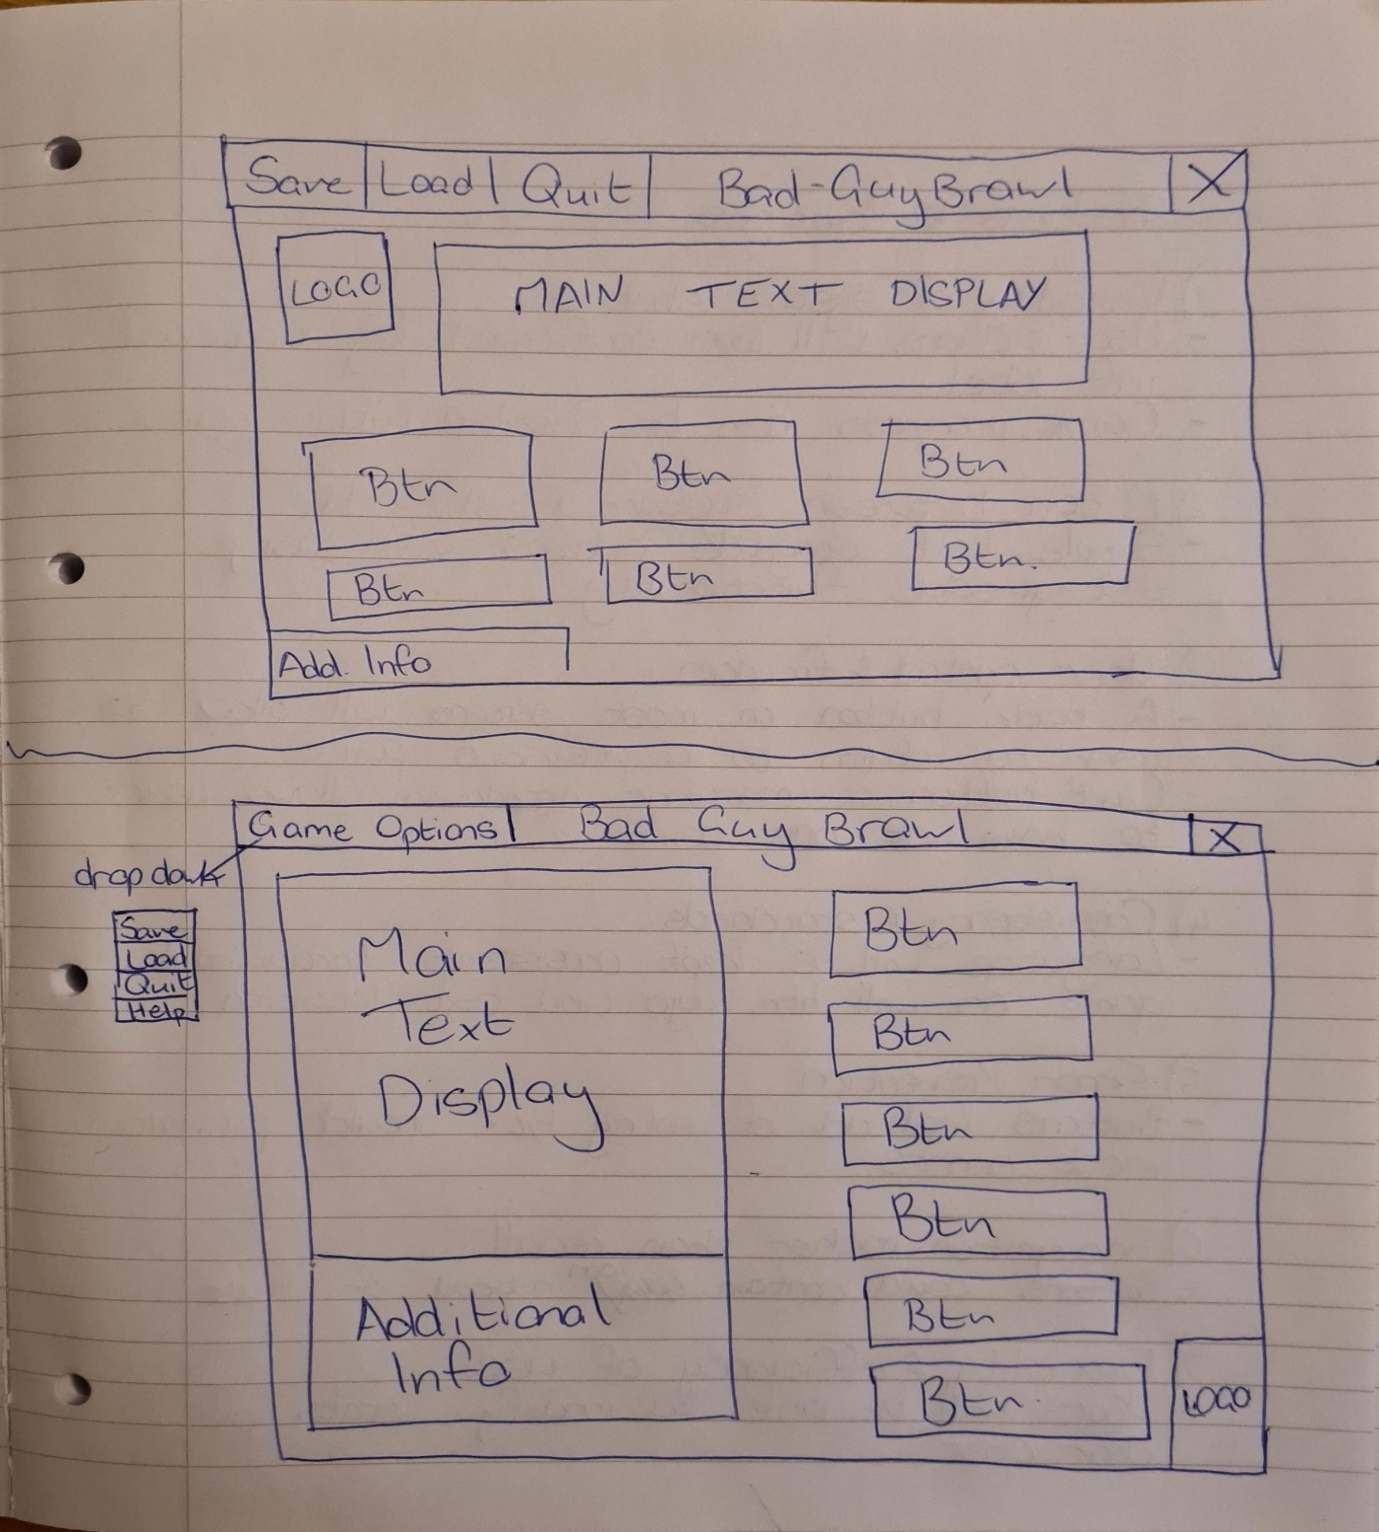 Save Load Quit Bad-Guy Brawl X
LOGO MAIN TEXT DISPLAY
Btn Btn Btn
Btn Btn Btn.
Add. Info
Game Options Bad Guy Brawl X
Save
Load
Quit
Help
Main
Text
Display
Additional
Info
Btn
Btn
Btn
Btn
Btn
Btn.
LOGO